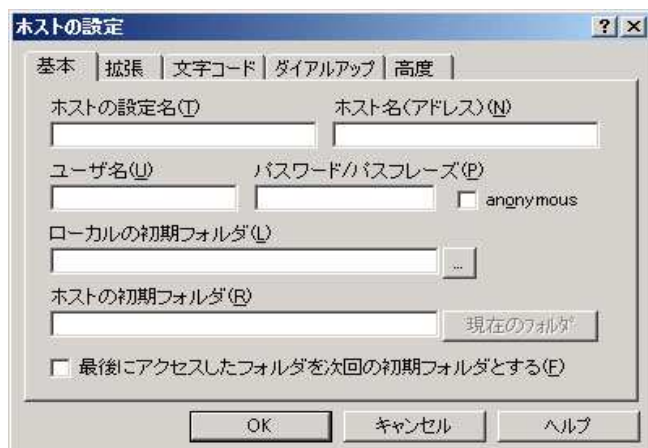 ホストの設定
基本 拡張 文字コード ダイアルアップ 高度
ホストの設定名(T) ホスト名(アドレス)(N)
ユーザ名(U) パスワード/パスフレーズ(P)
anonymous
ローカルの初期フォルダ(L)
...
ホストの初期フォルダ(R)
現在のフォルダ
最後にアクセスしたフォルダを次回の初期フォルダとする(F)
OK キャンセル ヘルプ